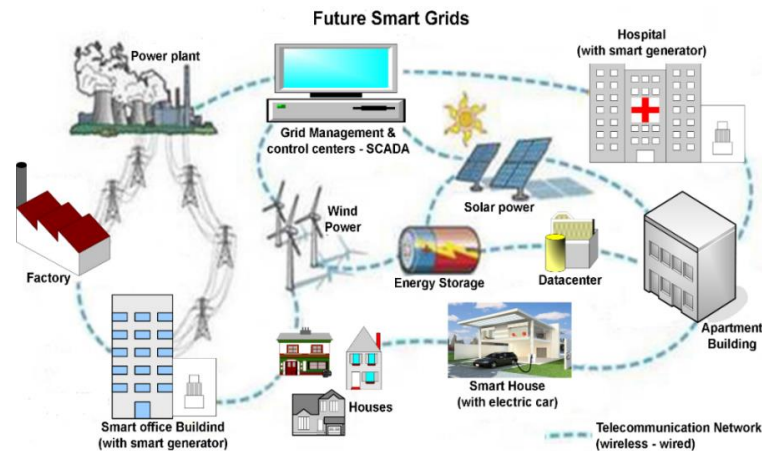 Future Smart Grids
Power plant
Hospital
(with smart generator)
Grid Management &
control centers - SCADA
Solar power
Wind
Power
Factory
Energy Storage
Datacenter
Apartment
Building
Smart House
(with electric car)
Houses
Smart office Buildind
(with smart generator)
Telecommunication Network
(wireless - wired)